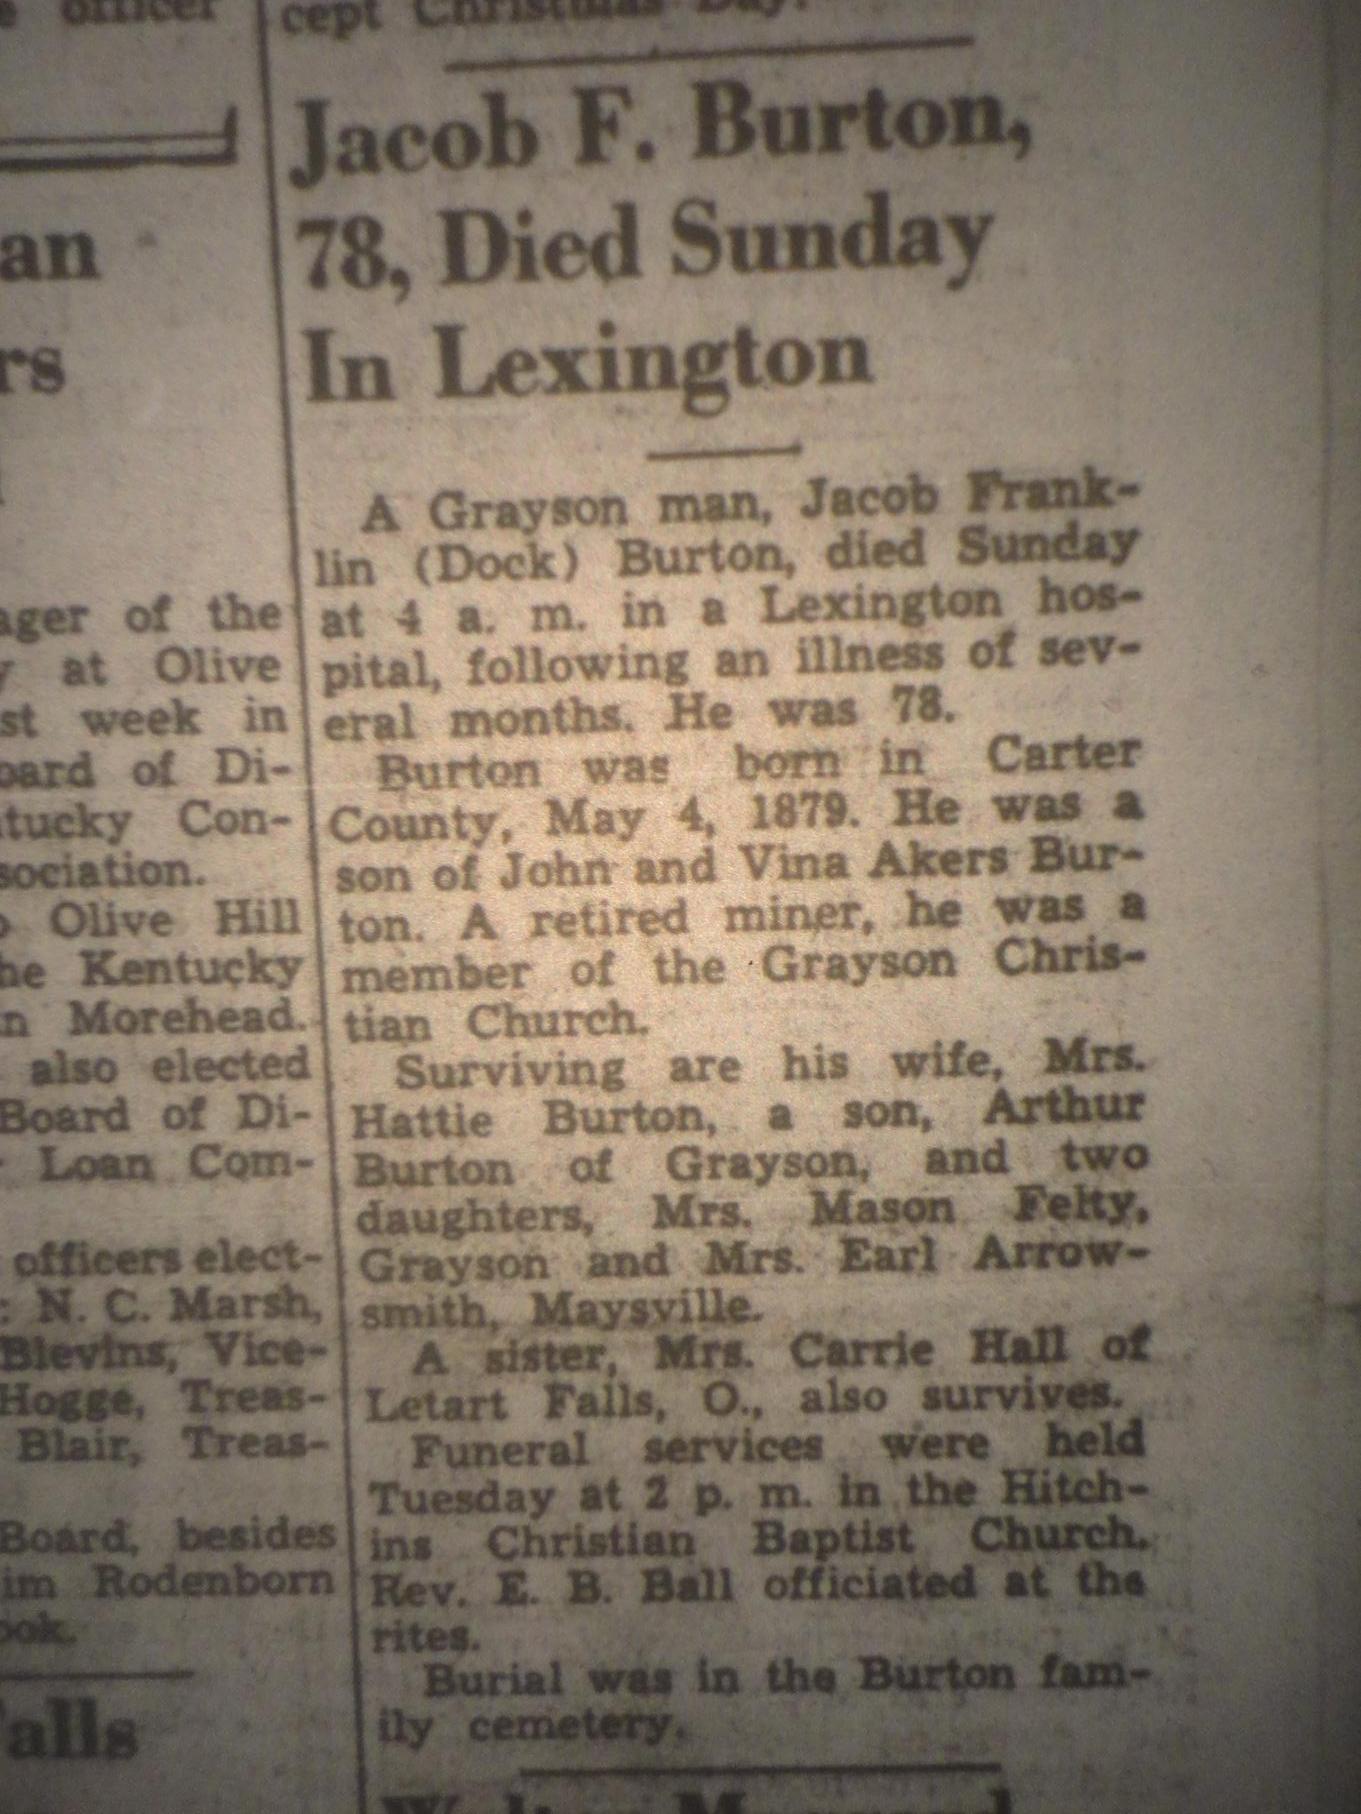 officer
an
rs
ager of the
y at Olive
st week in
oard of Di-
ntucky Con-
sociation.
o Olive Hill
he Kentucky
n Morehead.
also elected
Board of Di-
Loan Com-
officers elect-
: N. C. Marsh,
Blevins, Vice-
Hogge, Treas-
Blair, Treas-
Board, besides
im Rodenborn
ook.
alls
cept Christmas Day.
Jacob F. Burton,
78, Died Sunday
In Lexington
A Grayson man, Jacob Frank-
lin (Dock) Burton, died Sunday
at 4 a. m. in a Lexington hos-
pital, following an illness of sev-
eral months. He was 78.
Burton was born in Carter
County, May 4, 1879. He was a
son of John and Vina Akers Bur-
ton. A retired miner, he was a
member of the Grayson Chris-
tian Church.
Surviving are his wife, Mrs.
Hattie Burton, a son, Arthur
Burton of Grayson, and two
daughters, Mrs. Mason Felty,
Grayson and Mrs. Earl Arrow-
smith, Maysville.
A sister, Mrs. Carrie Hall of
Letart Falls, O., also survives.
Funeral services were held
Tuesday at 2 p. m. in the Hitch-
ins Christian Baptist Church.
Rev. E. B. Ball officiated at the
rites.
Burial was in the Burton fam-
ily cemetery.